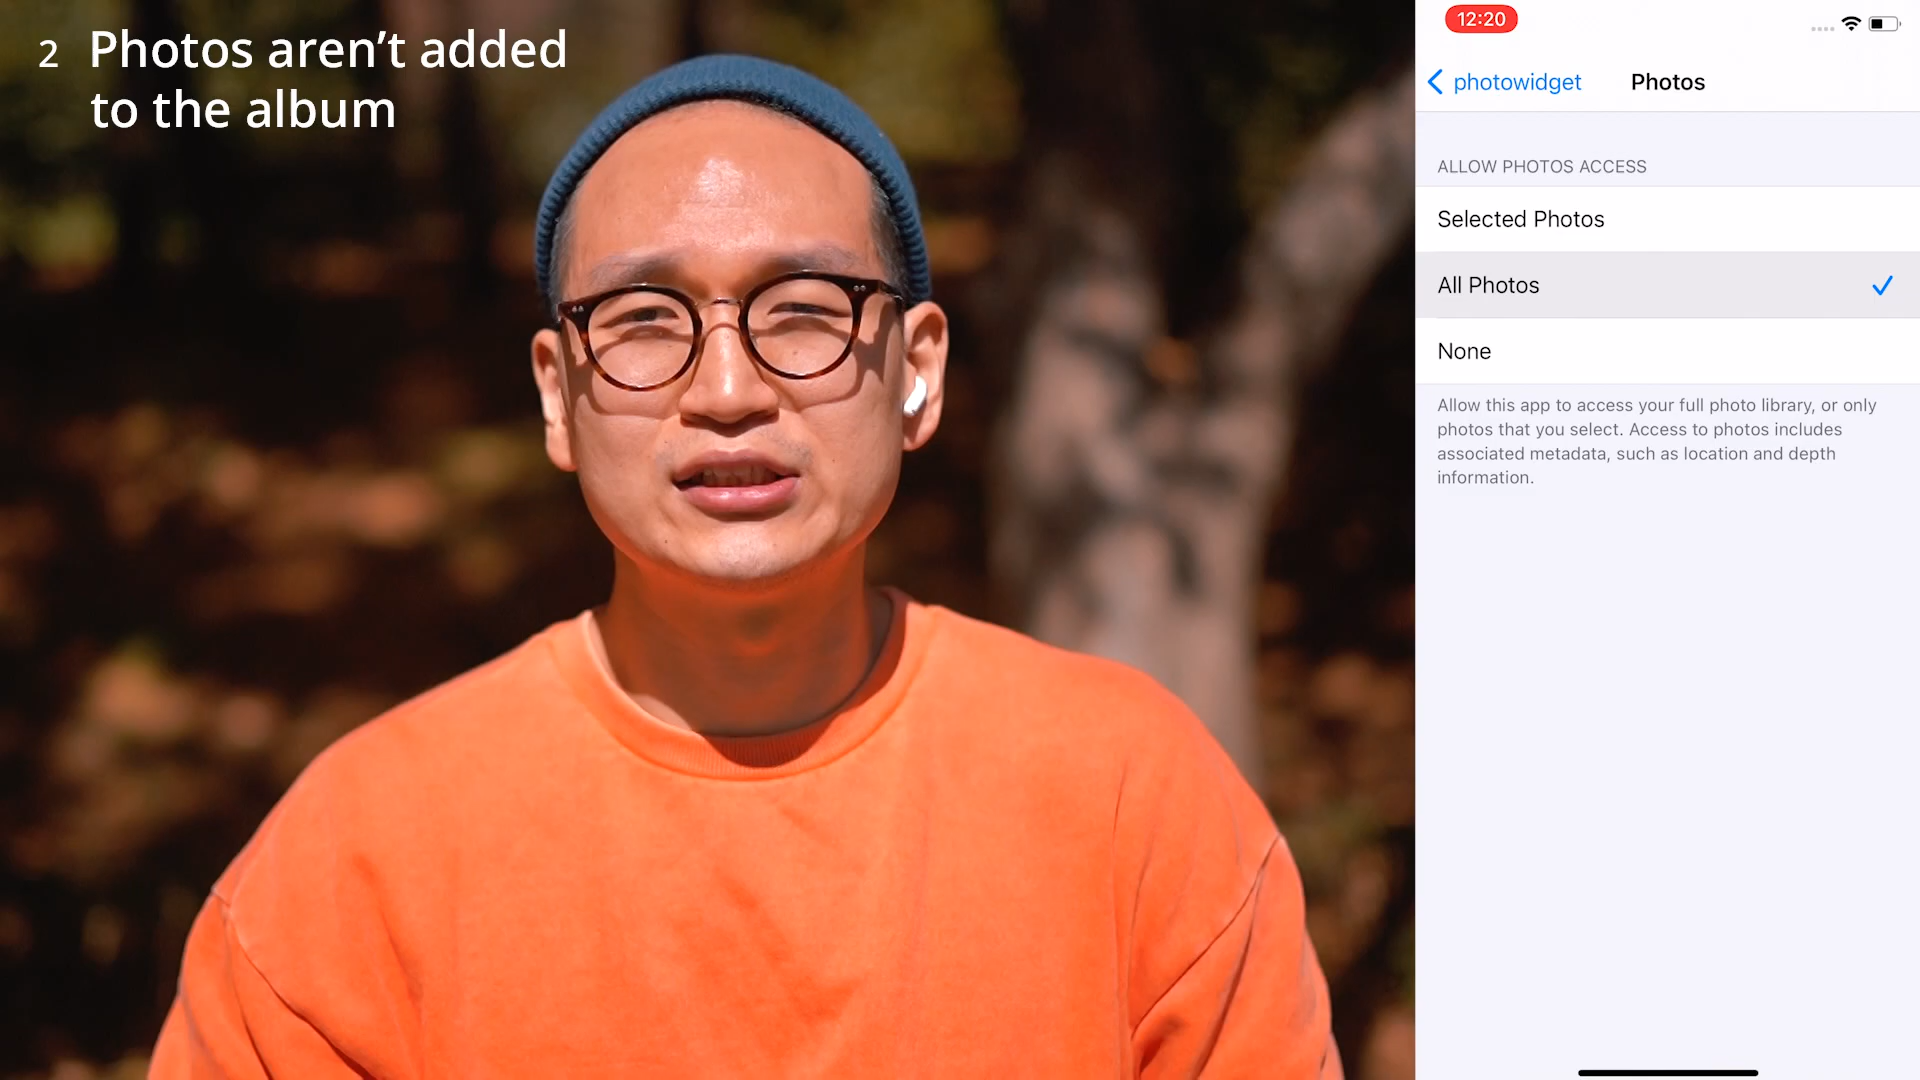 2 Photos aren’t added
to the album
12:20
photowidget Photos
ALLOW PHOTOS ACCESS
Selected Photos
All Photos
None
Allow this app to access your full photo library, or only
photos that you select. Access to photos includes
associated metadata, such as location and depth
information.